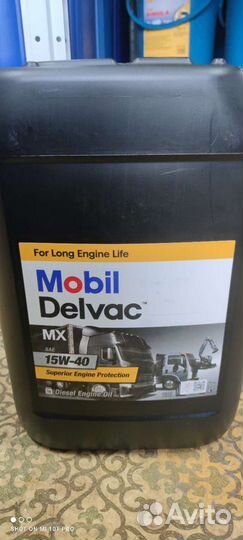 For Long Engine Life
Mobil
Delvac™
MX
SAE
15W-40
Superior Engine Protection
Diesel Engine Oil
SHOT ON MI 10T PRO
Avito